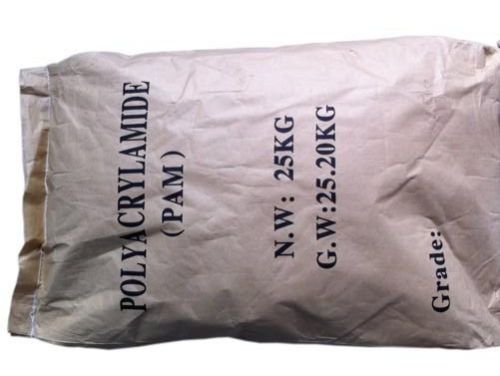 POLYACRYLAMIDE
(PAM)
N.W: 25KG
G.W:25.20KG
Grade: